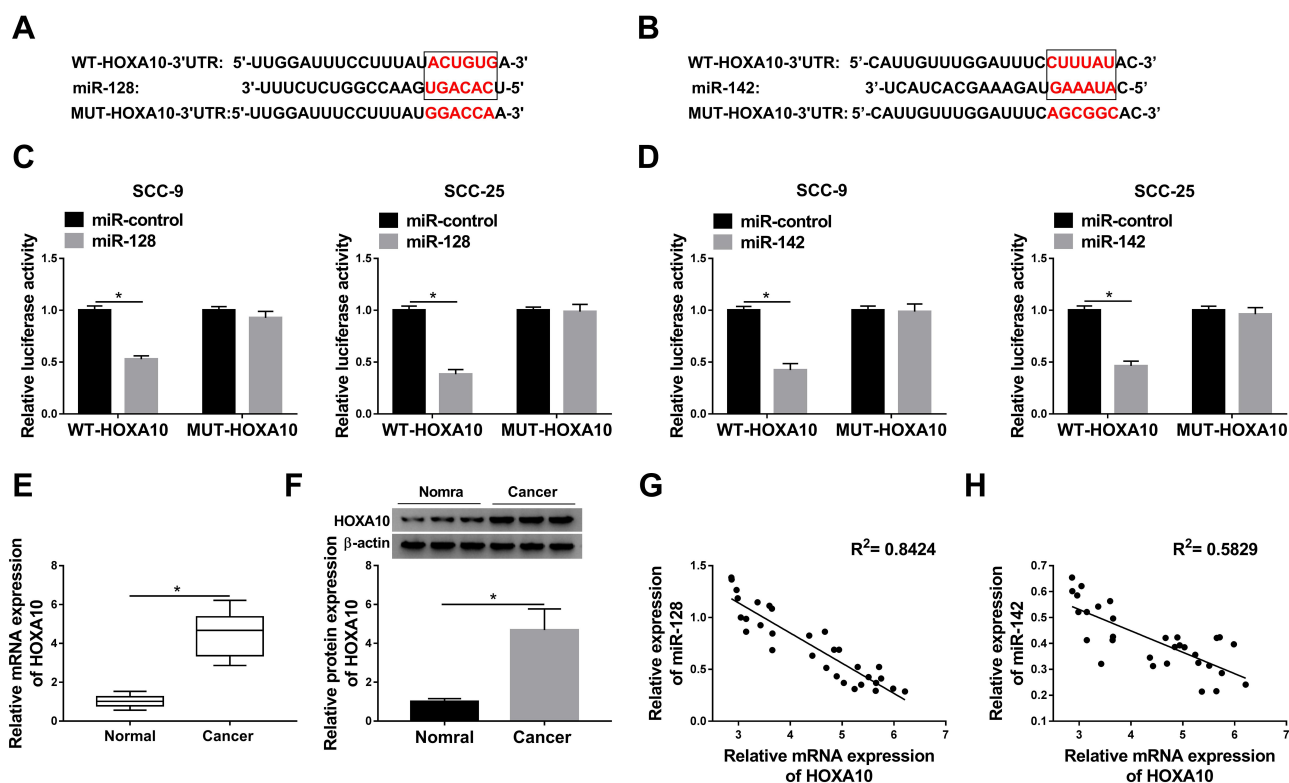 A
WT-HOXA10-3'UTR: 5'-UUGGAUUUCCUUUAUACUGUGA-3'
miR-128: 3'-UUUCUCUGGCCAAGUGACACU-5'
MUT-HOXA10-3'UTR:5'-UUGGAUUUCCUUUAUGGACCAA-3'
B
WT-HOXA10-3'UTR: 5'-CAUUGUUUGGAUUUCCUUUAUAC-3'
miR-142: 3'-UCAUCACGAAAGAUGAAAUAC-5'
MUT-HOXA10-3'UTR: 5'-CAUUGUUUGGAUUUCAGCGGCAC-3'
C
SCC-9
miR-control
miR-128
Relative luciferase activity
1.5
1.0
0.5
0.0
*
WT-HOXA10 MUT-HOXA10
SCC-25
miR-control
miR-128
Relative luciferase activity
1.5
1.0
0.5
0.0
*
WT-HOXA10 MUT-HOXA10
D
SCC-9
miR-control
miR-142
Relative luciferase activity
1.5
1.0
0.5
0.0
*
WT-HOXA10 MUT-HOXA10
SCC-25
miR-control
miR-142
Relative luciferase activity
1.5
1.0
0.5
0.0
*
WT-HOXA10 MUT-HOXA10
E
Relative mRNA expression
of HOXA10
8
6
4
2
0
*
Normal Cancer
F
Nomra Cancer
HOXA10
β-actin
Relative protein expression
of HOXA10
8
6
4
2
0
*
Nomral Cancer
G
R²= 0.8424
Relative expression
of miR-128
1.5
1.0
0.5
0.0
3 4 5 6 7
Relative mRNA expression
of HOXA10
H
R²= 0.5829
Relative expression
of miR-142
0.7
0.6
0.5
0.4
0.3
0.2
0.1
3 4 5 6 7
Relative mRNA expression
of HOXA10